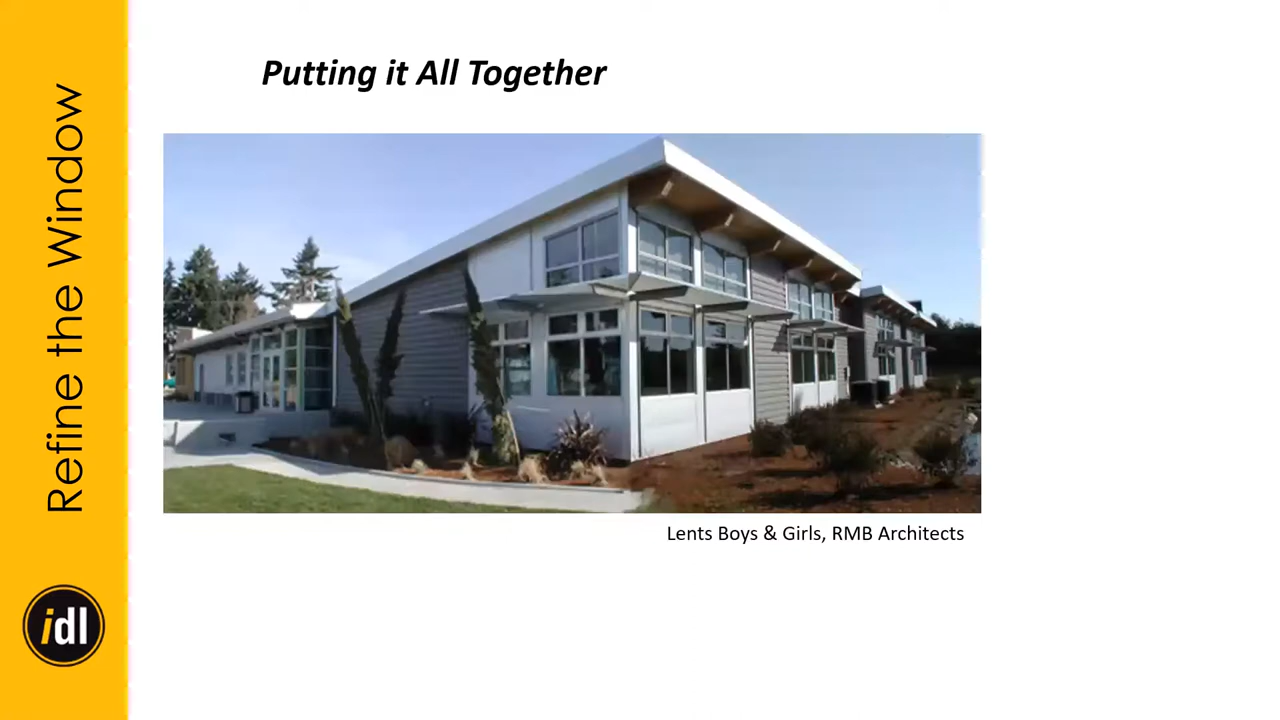 Putting it All Together
Refine the Window
Lents Boys & Girls, RMB Architects
idl